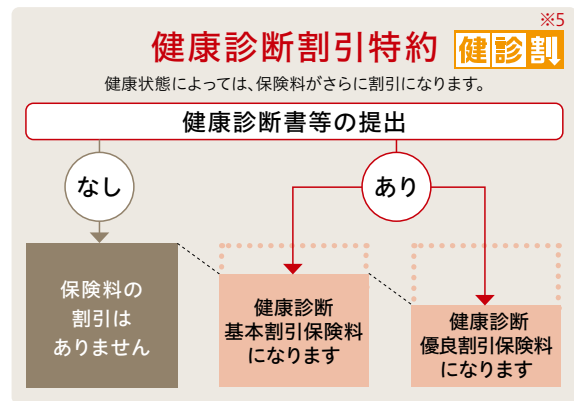 ※5
健康診断割引特約 健診割
健康状態によっては、保険料がさらに割引になります。
健康診断書等の提出
なし
あり
保険料の
割引は
ありません
健康診断
基本割引保険料
になります
健康診断
優良割引保険料
になります